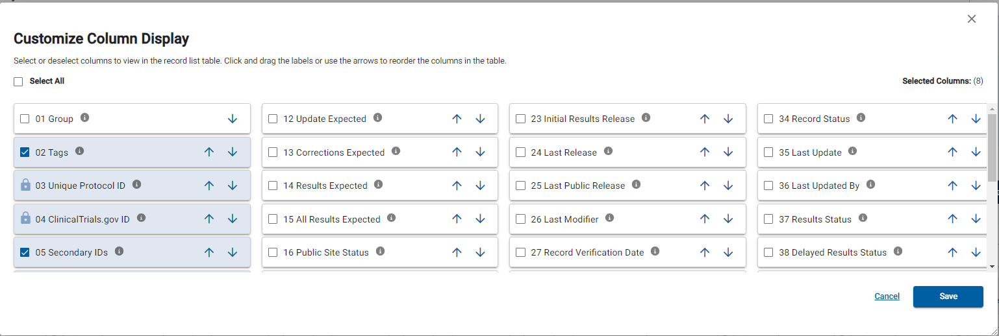 Customize Column Display
Select or deselect columns to view in the record list table. Click and drag the labels or use the arrows to reorder the columns in the table.
Select All
Selected Columns: (8)
01 Group
02 Tags
03 Unique Protocol ID
04 ClinicalTrials.gov ID
05 Secondary IDs
12 Update Expected
13 Corrections Expected
14 Results Expected
15 All Results Expected
16 Public Site Status
23 Initial Results Release
24 Last Release
25 Last Public Release
26 Last Modifier
27 Record Verification Date
34 Record Status
35 Last Update
36 Last Updated By
37 Results Status
38 Delayed Results Status
Cancel
Save